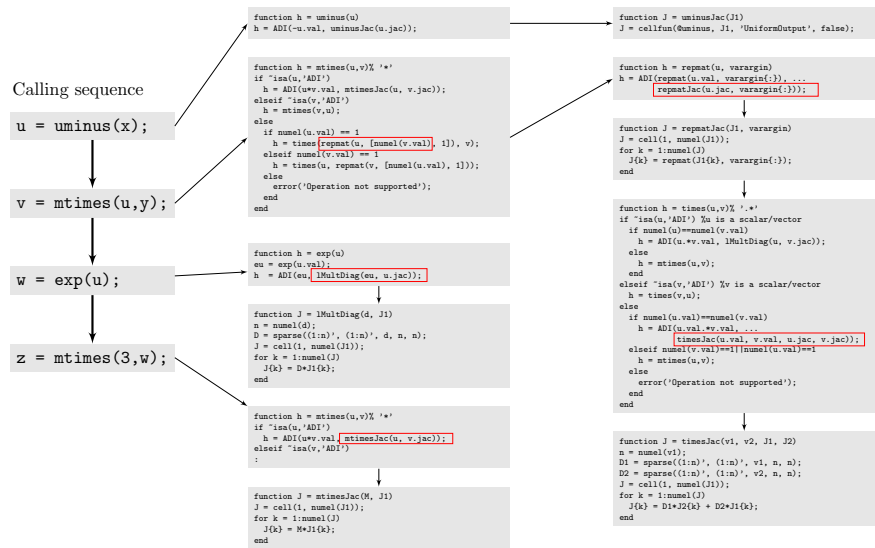 Calling sequence
u = uminus(x);
v = mtimes(u,y);
w = exp(u);
z = mtimes(3,w);
function h = uminus(u)
h = ADI(-u.val, uminusJac(u.jac));
function h = mtimes(u,v)% '*'
if ~isa(u,'ADI')
h = ADI(u*v.val, mtimesJac(u, v.jac));
elseif ~isa(v,'ADI')
h = mtimes(v,u);
else
if numel(u.val) == 1
h = times(repmat(u, [numel(v.val), 1]), v);
elseif numel(v.val) == 1
h = times(u, repmat(v, [numel(u.val), 1]));
else
error('Operation not supported');
end
end
function h = exp(u)
eu = exp(u.val);
h = ADI(eu, lMultDiag(eu, u.jac));
function J = lMultDiag(d, J1)
n = numel(d);
D = sparse((1:n)', (1:n)', d, n, n);
J = cell(1, numel(J1));
for k = 1:numel(J)
J{k} = D*J1{k};
end
function h = mtimes(u,v)% '*'
if ~isa(u,'ADI')
h = ADI(u*v.val, mtimesJac(u, v.jac));
elseif ~isa(v,'ADI')
:
function J = mtimesJac(M, J1)
J = cell(1, numel(J1));
for k = 1:numel(J)
J{k} = M*J1{k};
end
function J = uminusJac(J1)
J = cellfun(@uminus, J1, 'UniformOutput', false);
function h = repmat(u, varargin)
h = ADI(repmat(u.val, varargin{:}), ...
repmatJac(u.jac, varargin{:}));
function J = repmatJac(J1, varargin)
J = cell(1, numel(J1));
for k = 1:numel(J)
J{k} = repmat(J1{k}, varargin{:});
end
function h = times(u,v)% '.*'
if ~isa(u,'ADI') %u is a scalar/vector
if numel(u)==numel(v.val)
h = ADI(u.*v.val, lMultDiag(u, v.jac));
else
h = mtimes(u,v);
end
elseif ~isa(v,'ADI') %v is a scalar/vector
h = times(v,u);
else
if numel(u.val)==numel(v.val)
h = ADI(u.val.*v.val, ...
timesJac(u.val, v.val, u.jac, v.jac));
elseif numel(v.val)==1||numel(u.val)==1
h = mtimes(u,v);
else
error('Operation not supported');
end
end
function J = timesJac(v1, v2, J1, J2)
n = numel(v1);
D1 = sparse((1:n)', (1:n)', v1, n, n);
D2 = sparse((1:n)', (1:n)', v2, n, n);
J = cell(1, numel(J1));
for k = 1:numel(J)
J{k} = D1*J2{k} + D2*J1{k};
end